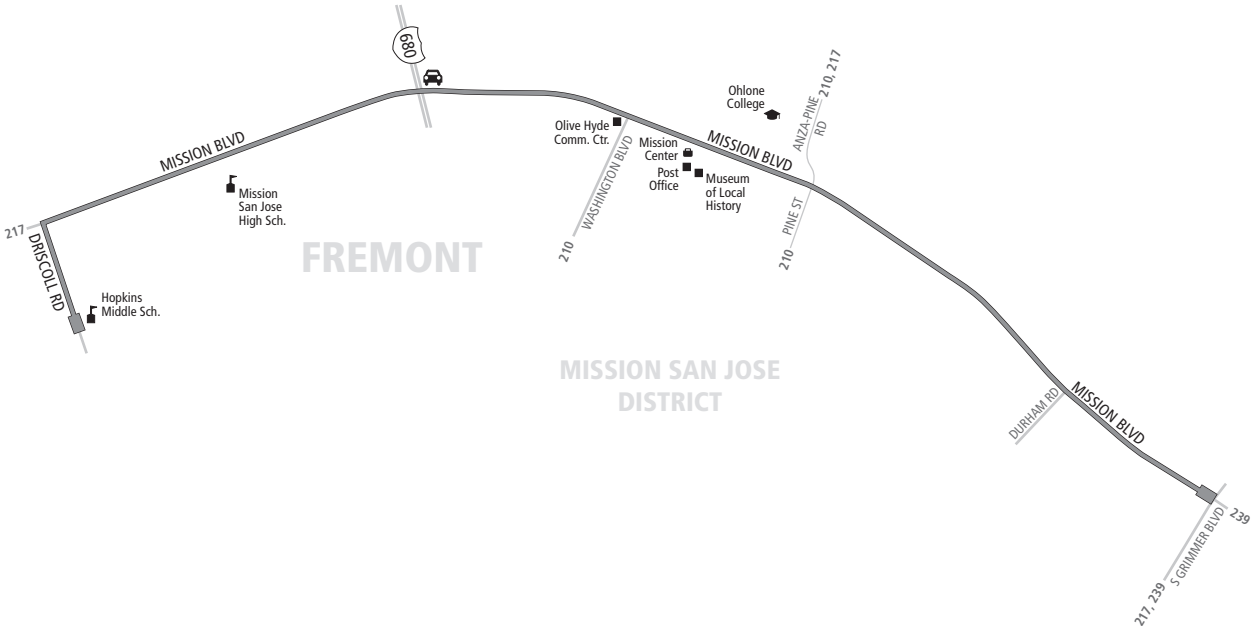 680
MISSION BLVD
Mission
San Jose
High Sch.
217
DRISCOLL RD
Hopkins
Middle Sch.
FREMONT
Olive Hyde
Comm. Ctr.
WASHINGTON BLVD
210
Mission
Center
Post
Office
Museum
of Local
History
MISSION BLVD
Ohlone
College
ANZA-PINE
RD
210, 217
PINE ST
210
MISSION SAN JOSE
DISTRICT
DURHAM RD
MISSION BLVD
239
S GRIMMER BLVD
217, 239